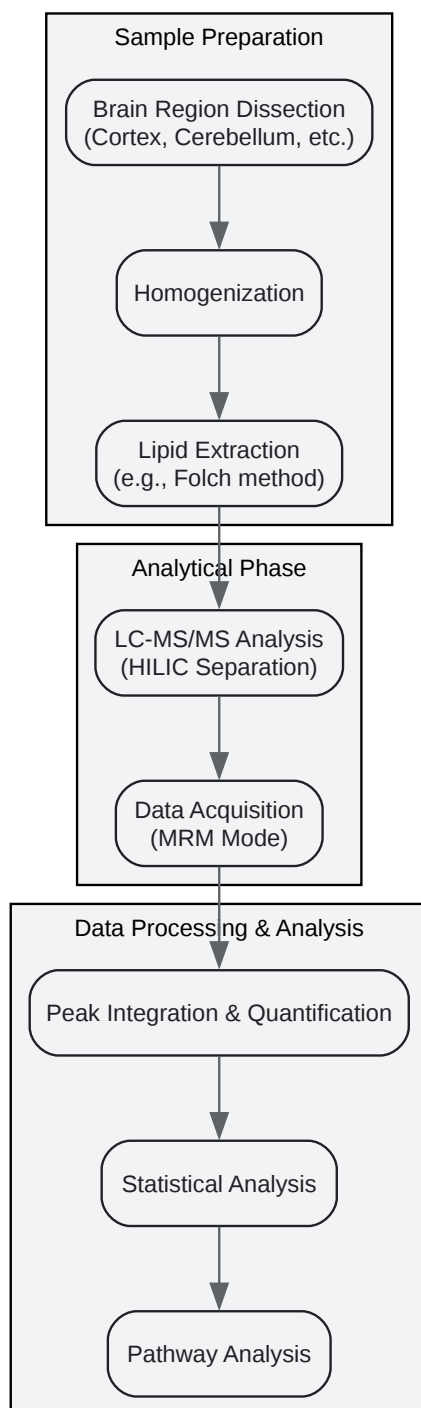 Sample Preparation
Brain Region Dissection
(Cortex, Cerebellum, etc.)
Homogenization
Lipid Extraction
(e.g., Folch method)
Analytical Phase
LC-MS/MS Analysis
(HILIC Separation)
Data Acquisition
(MRM Mode)
Data Processing & Analysis
Peak Integration & Quantification
Statistical Analysis
Pathway Analysis